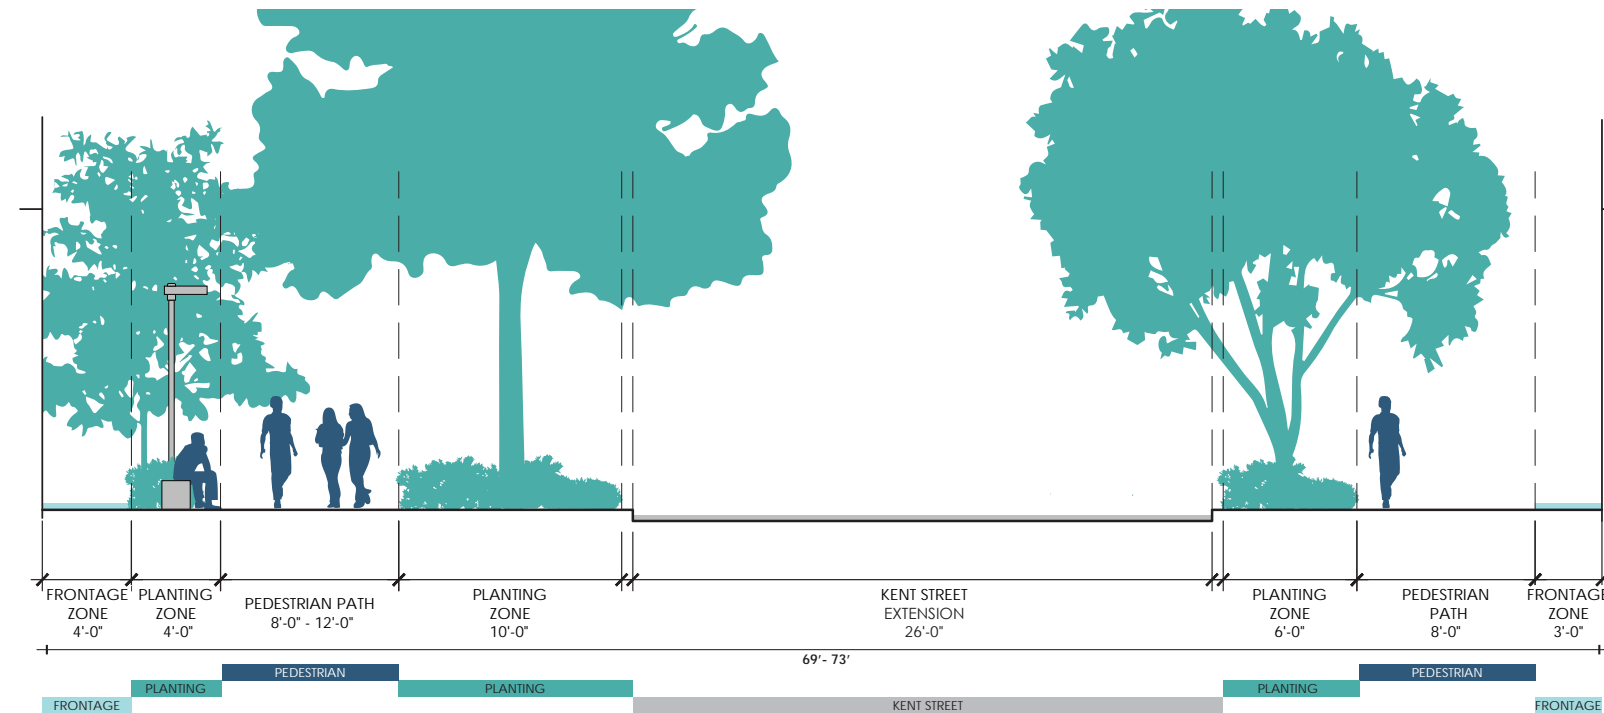 FRONTAGE
ZONE
4'-0"
PLANTING
ZONE
4'-0"
PEDESTRIAN PATH
8'-0" - 12'-0"
PLANTING
ZONE
10'-0"
KENT STREET
EXTENSION
26'-0"
PLANTING
ZONE
6'-0"
PEDESTRIAN
PATH
8'-0"
FRONTAGE
ZONE
3'-0"
69'- 73'
PEDESTRIAN
PEDESTRIAN
PLANTING
PLANTING
PLANTING
FRONTAGE
KENT STREET
FRONTAGE